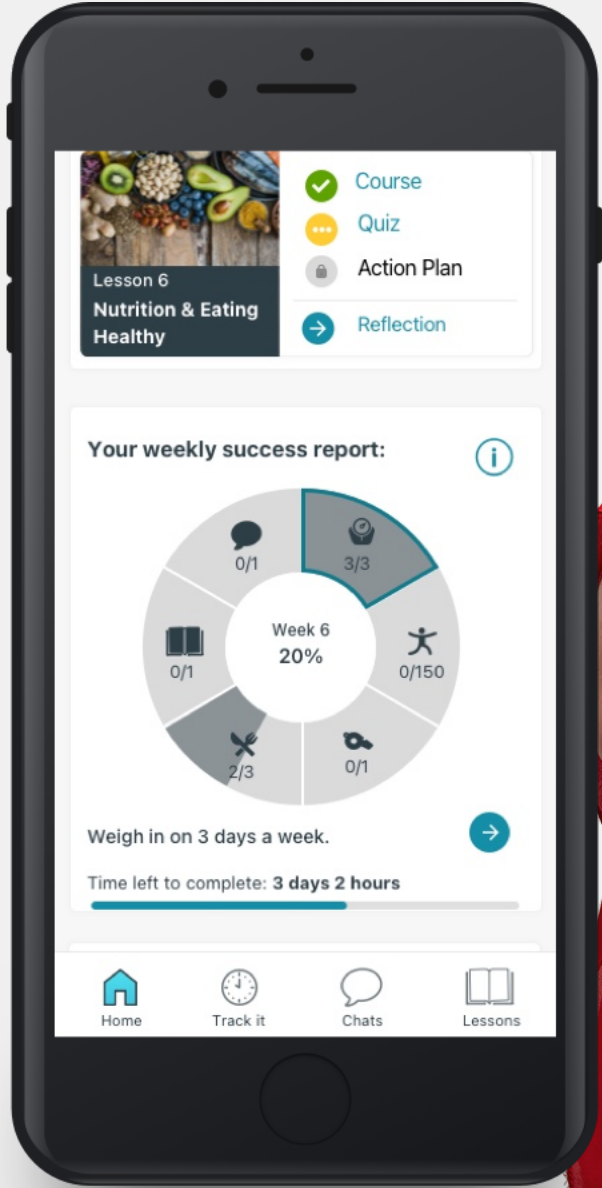 Lesson 6
Nutrition & Eating
Healthy
Course
Quiz
Action Plan
Reflection
Your weekly success report:
0/1
3/3
0/1
Week 6
20%
0/150
2/3
0/1
Weigh in on 3 days a week.
Time left to complete: 3 days 2 hours
Home
Track it
Chats
Lessons